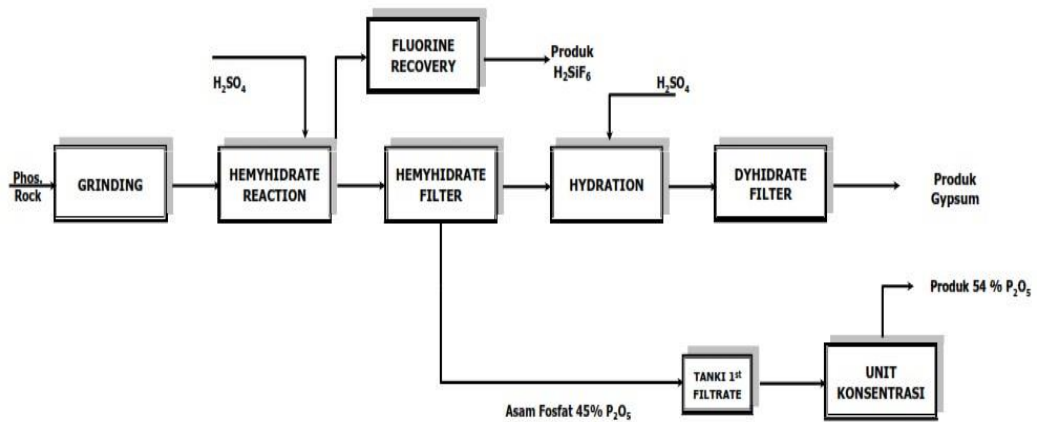 FLUORINE
RECOVERY
Produk
H₂SiF₆
H₂SO₄
H₂SO₄
Phos.
Rock
GRINDING
HEMYHIDRATE
REACTION
HEMYHIDRATE
FILTER
HYDRATION
DYHIDRATE
FILTER
Produk
Gypsum
Produk 54 % P₂O₅
TANKI 1st
FILTRATE
UNIT
KONSENTRASI
Asam Fosfat 45% P₂O₅